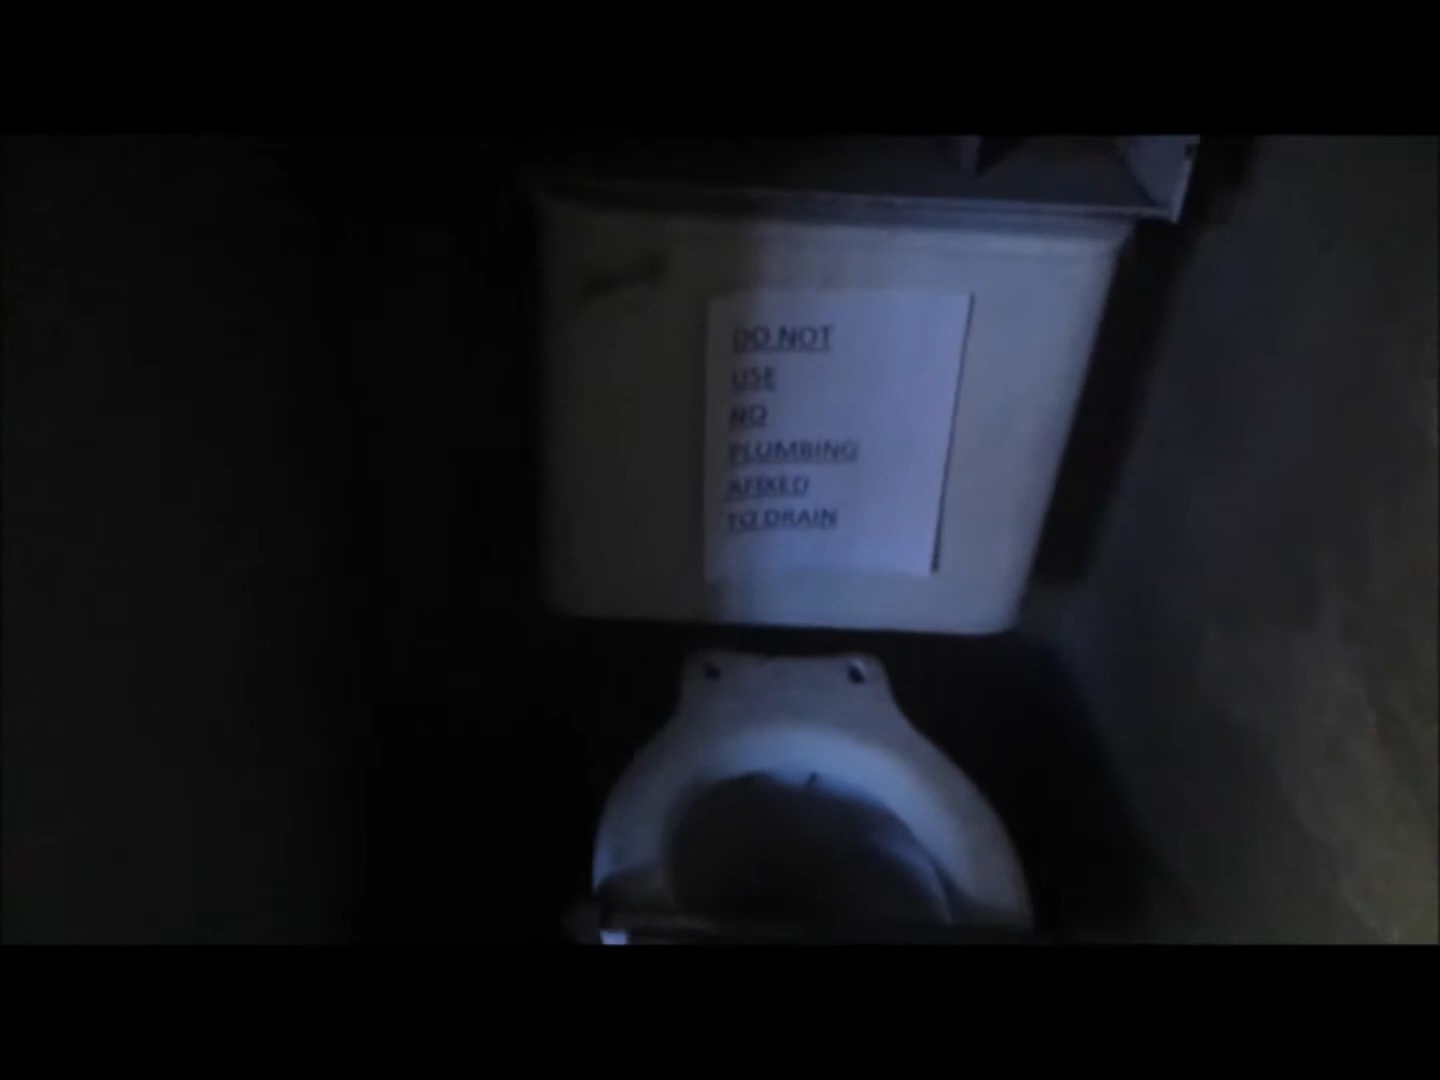 DO NOT
USE
NO
PLUMBING
AFIXED
TO DRAIN